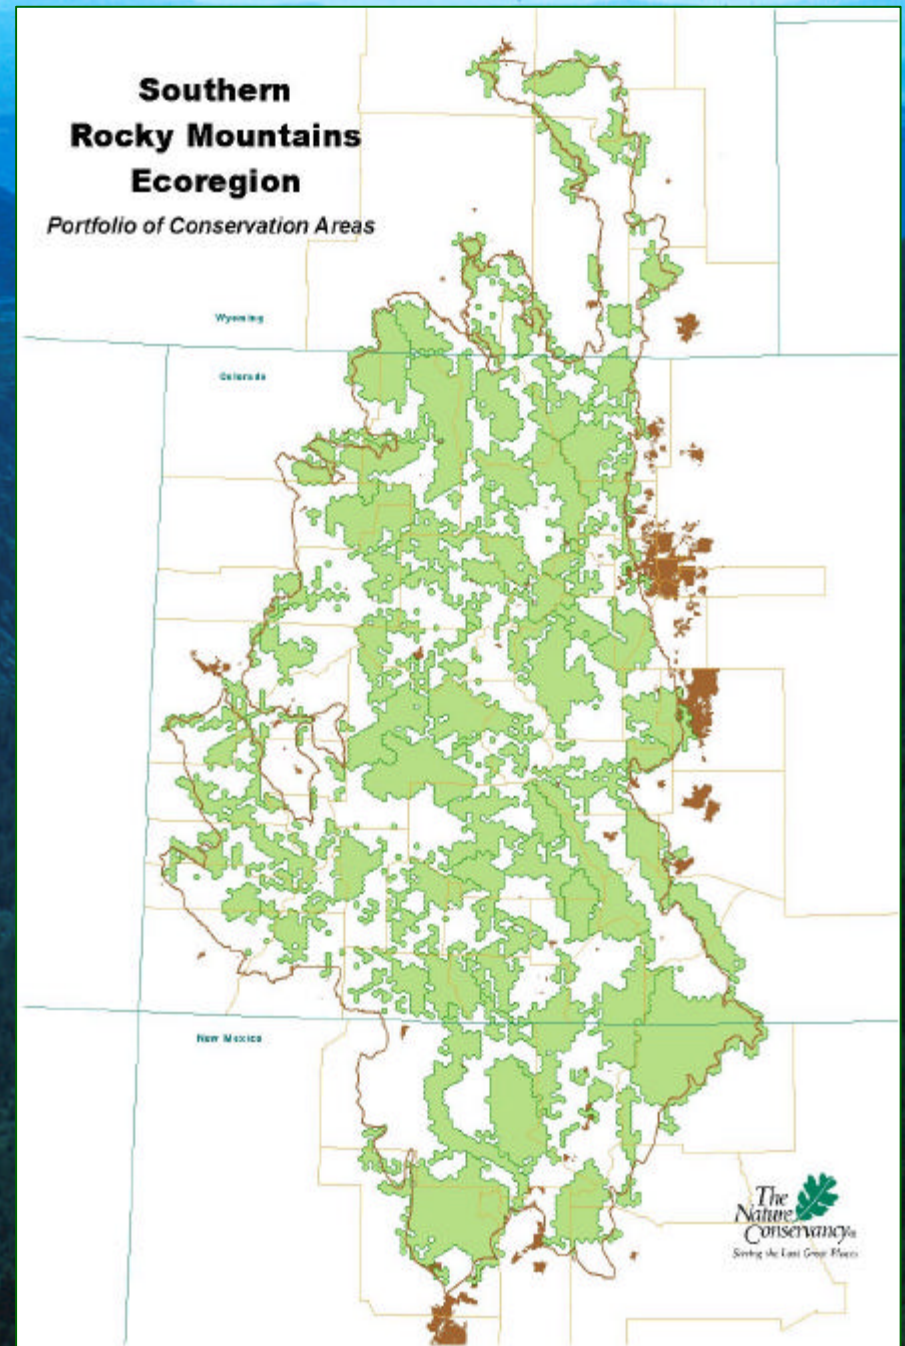 Southern
Rocky Mountains
Ecoregion
Portfolio of Conservation Areas
Wyoming
Colorado
New Mexico
The
Nature
Conservancy®
Saving the Last Great Places